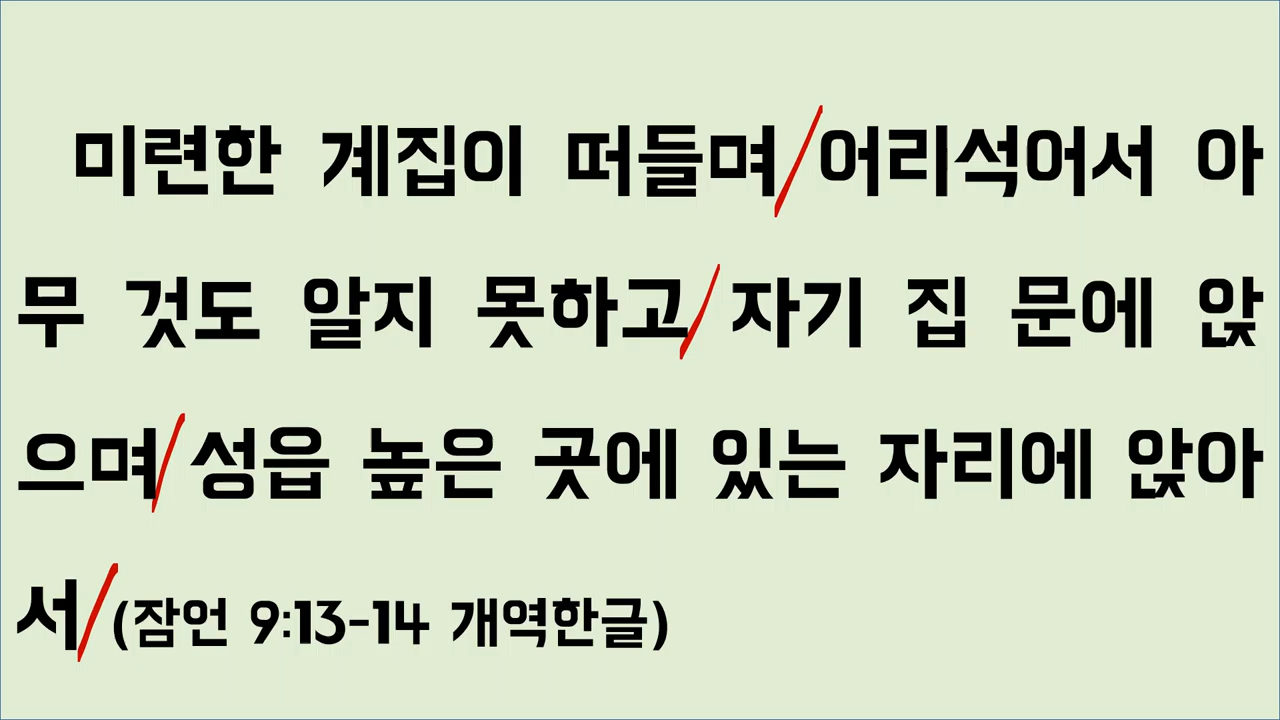 미련한 계집이 떠들며/어리석어서 아
무 것도 알지 못하고/ 자기 집 문에 앉
으며/ 성읍 높은 곳에 있는 자리에 앉아
서/(잠언 9:13-14 개역한글)